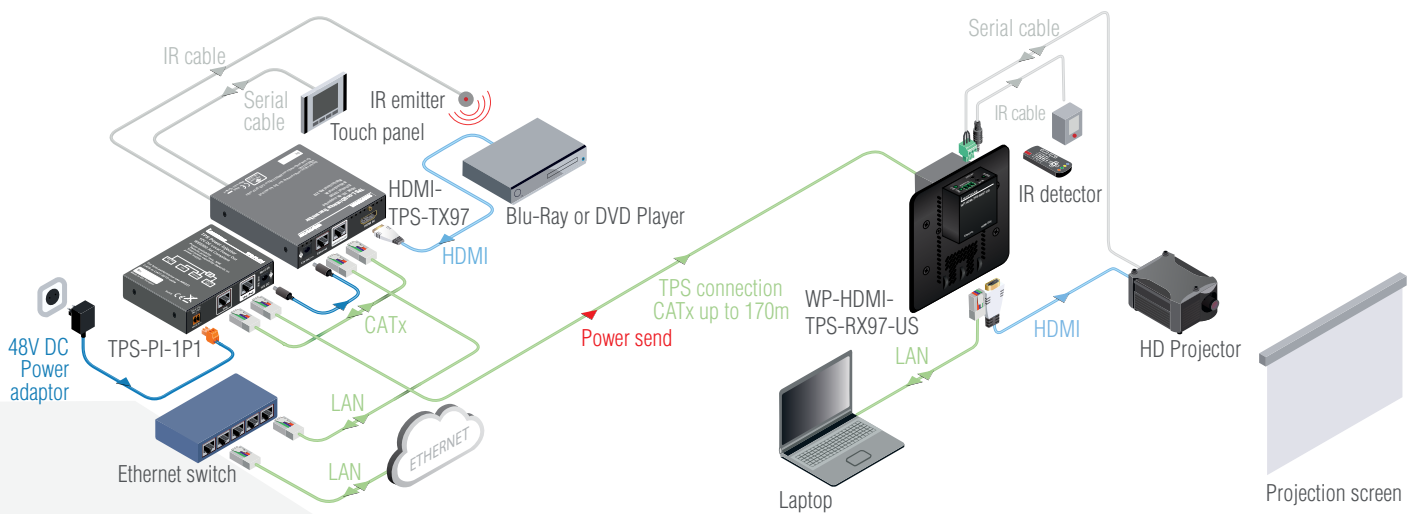 IR cable
Serial
cable
IR emitter
Touch panel
HDMI-
TPS-TX97
Blu-Ray or DVD Player
HDMI
CATx
48V DC
Power
adaptor
TPS-PI-1P1
LAN
Ethernet switch
LAN
ETHERNET
Power send
TPS connection
CATx up to 170m
Serial cable
IR cable
IR detector
WP-HDMI-
TPS-RX97-US
LAN
HDMI
HD Projector
Laptop
Projection screen